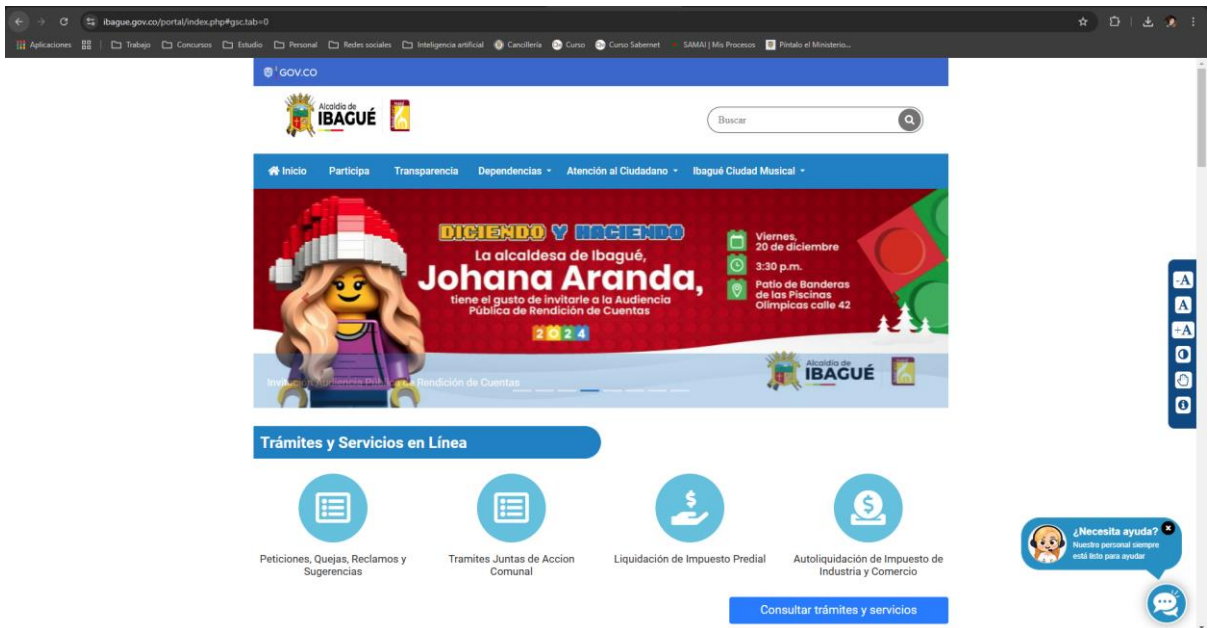 ibague.gov.co/portal/index.php#gsc.tab=0
Aplicaciones Trabajo Concursos Estudio Personal Redes sociales Inteligencia artificial Cancillería Curso Curso Sabernet SAMAI | Mis Procesos Píntalo el Ministerio...
GOV.CO
Alcaldía de
IBAGUÉ
Buscar
Inicio Participa Transparencia Dependencias Atención al Ciudadano Ibagué Ciudad Musical
DICIENDO Y HACIENDO
La alcaldesa de Ibagué,
Johana Aranda,
tiene el gusto de invitarle a la Audiencia
Pública de Rendición de Cuentas
2024
Viernes,
20 de diciembre
3:30 p.m.
Patio de Banderas
de las Piscinas
Olímpicas calle 42
Invitación Audiencia Pública de Rendición de Cuentas
Alcaldía de
IBAGUÉ
-A
A
+A
Trámites y Servicios en Línea
Peticiones, Quejas, Reclamos y
Sugerencias
Tramites Juntas de Accion
Comunal
Liquidación de Impuesto Predial
Autoliquidación de Impuesto de
Industria y Comercio
Consultar trámites y servicios
¿Necesita ayuda?
Nuestro personal siempre
está listo para ayudar